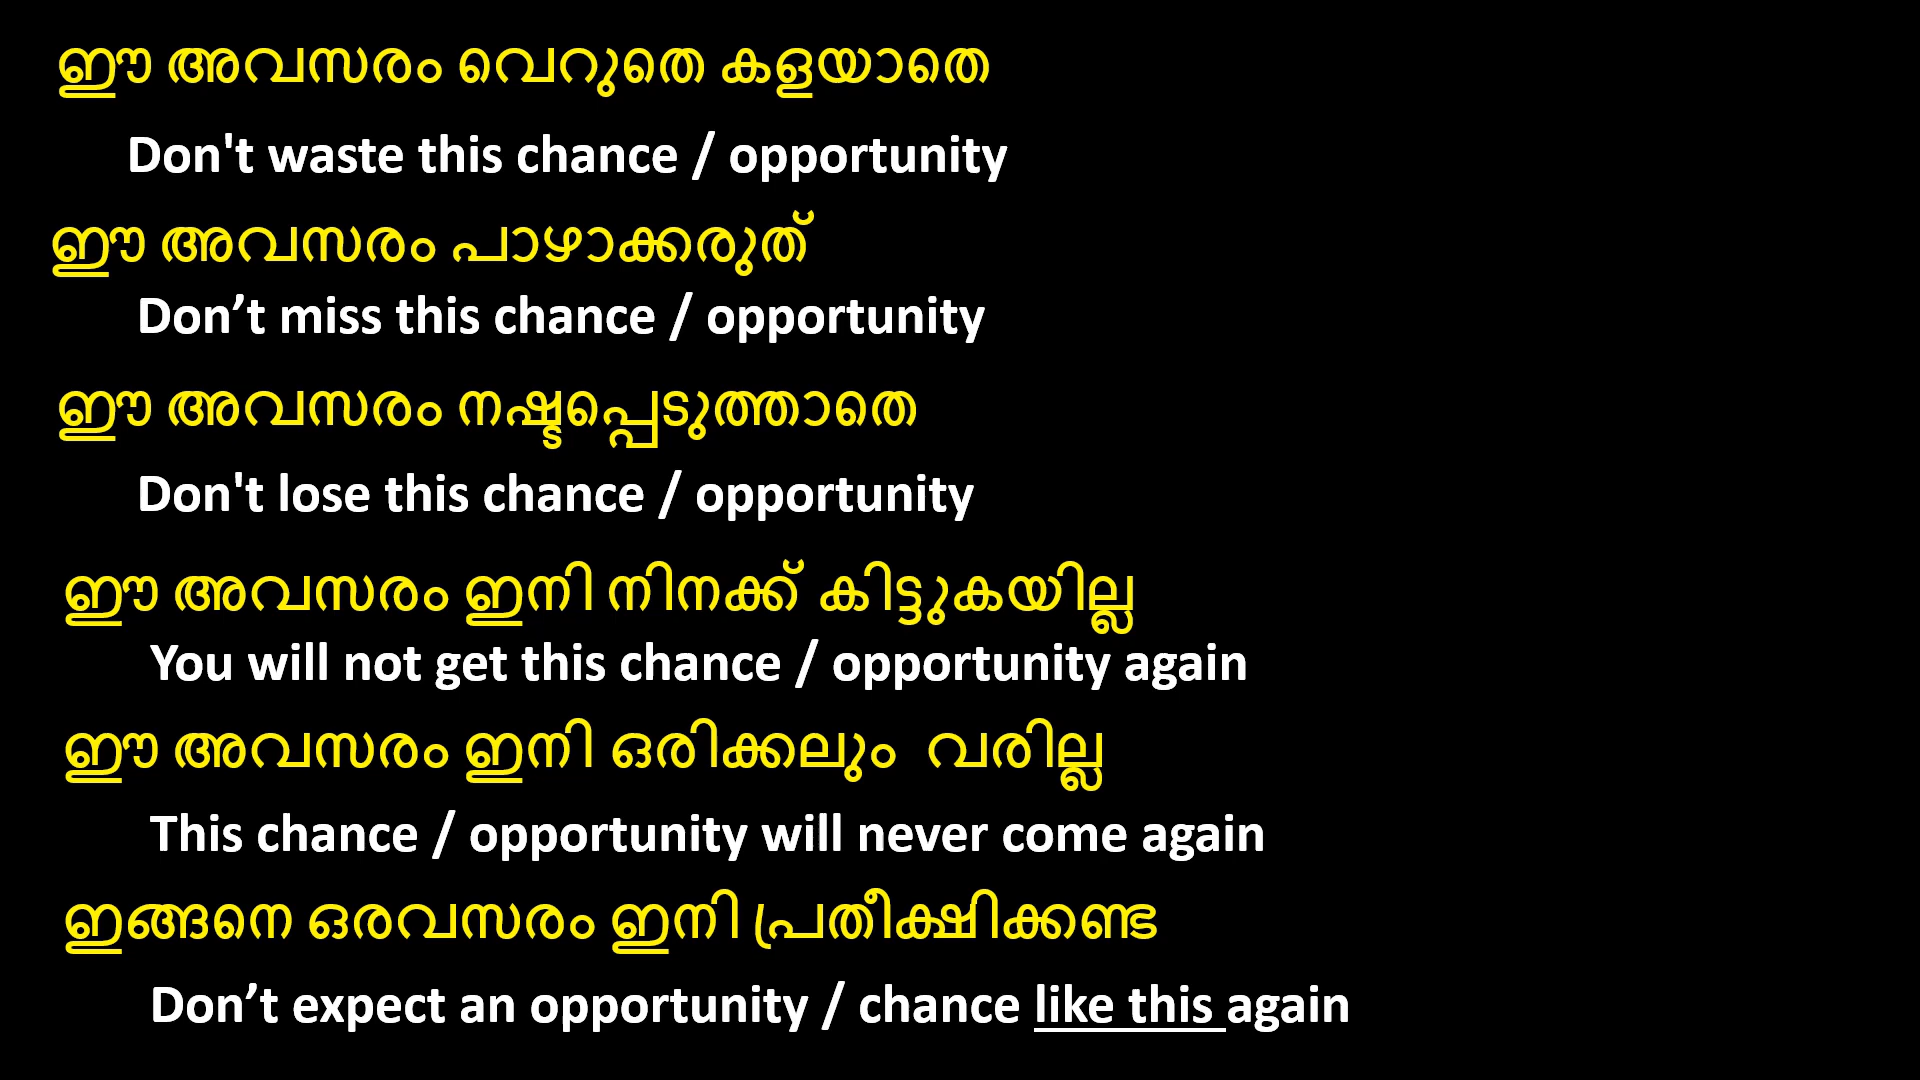 ഈ അവസരം വെറുതെ കളയാതെ
Don't waste this chance / opportunity
ഈ അവസരം പാഴാക്കരുത്
Don’t miss this chance / opportunity
ഈ അവസരം നഷ്ടപ്പെടുത്താതെ
Don't lose this chance / opportunity
ഈ അവസരം ഇനി നിനക്ക് കിട്ടുകയില്ല
You will not get this chance / opportunity again
ഈ അവസരം ഇനി ഒരിക്കലും വരില്ല
This chance / opportunity will never come again
ഇങ്ങനെ ഒരവസരം ഇനി പ്രതീക്ഷിക്കണ്ട
Don’t expect an opportunity / chance like this again